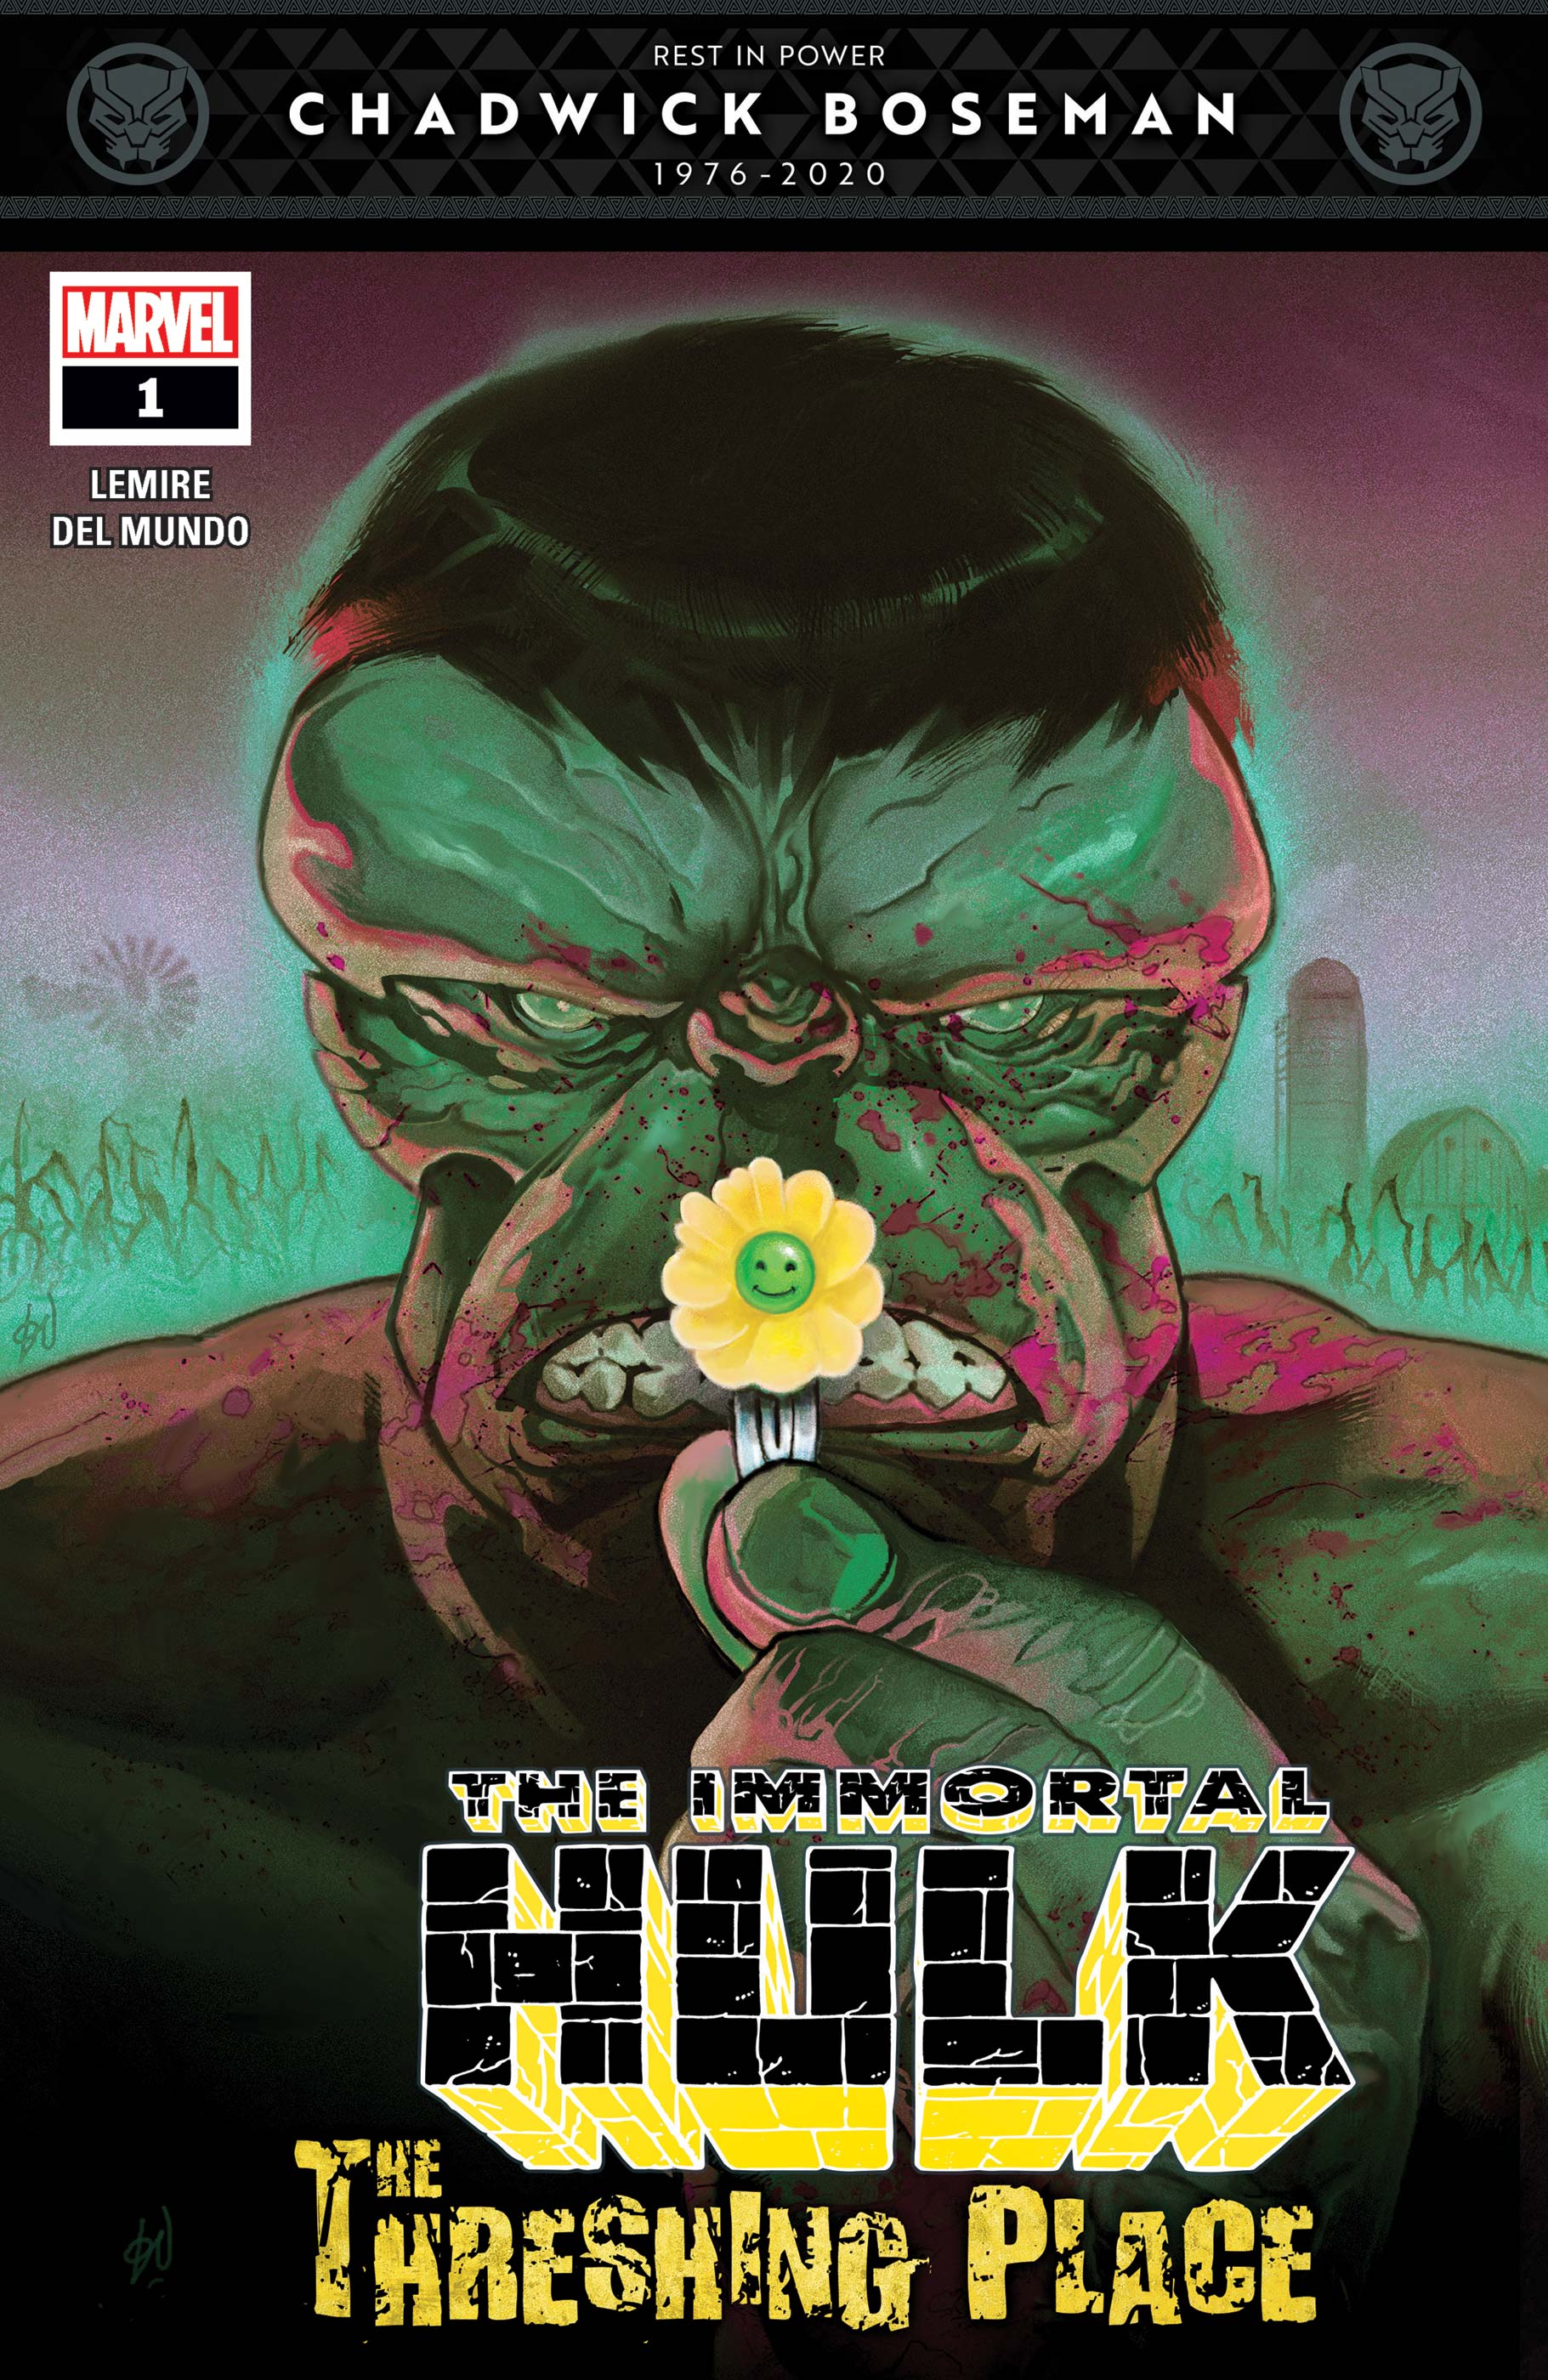 REST IN POWER
CHADWICK BOSEMAN
1976-2020
MARVEL
1
LEMIRE
DEL MUNDO
THE IMMORTAL
HULK
THE
THRESHING PLACE